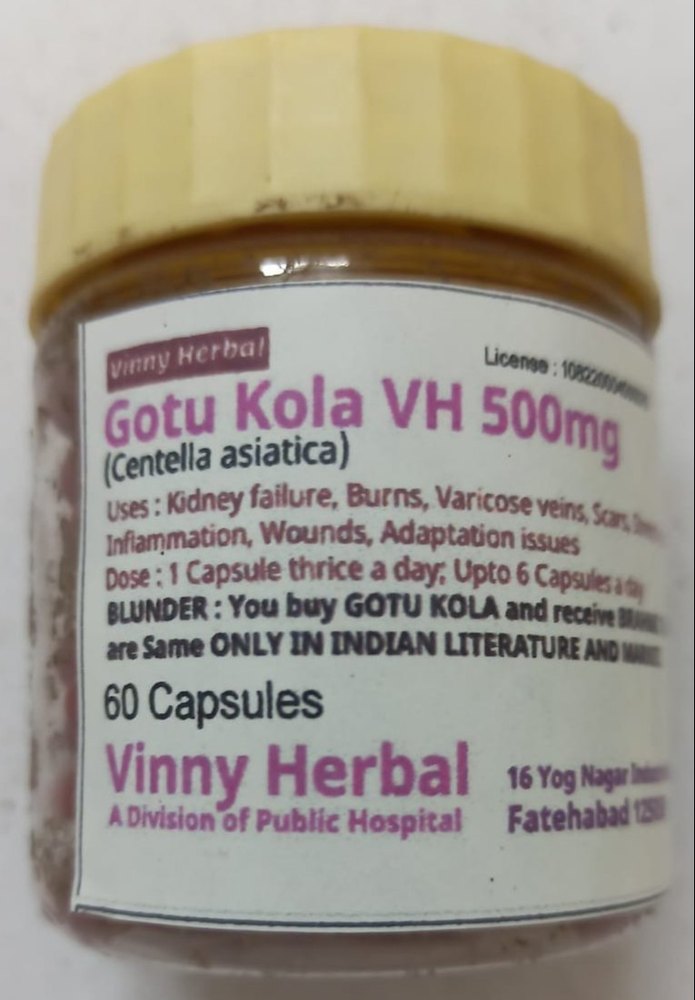 Vinny Herbal
License :
Gotu Kola VH 500mg
(Centella asiatica)
Uses : Kidney failure, Burns, Varicose veins, Scars,
Inflammation, Wounds, Adaptation issues
Dose : 1 Capsule thrice a day; Upto 6 Capsules a day
BLUNDER : You buy GOTU KOLA and receive
are Same ONLY IN INDIAN LITERATURE AND
60 Capsules
Vinny Herbal
A Division of Public Hospital
16 Yog Nagar
Fatehabad